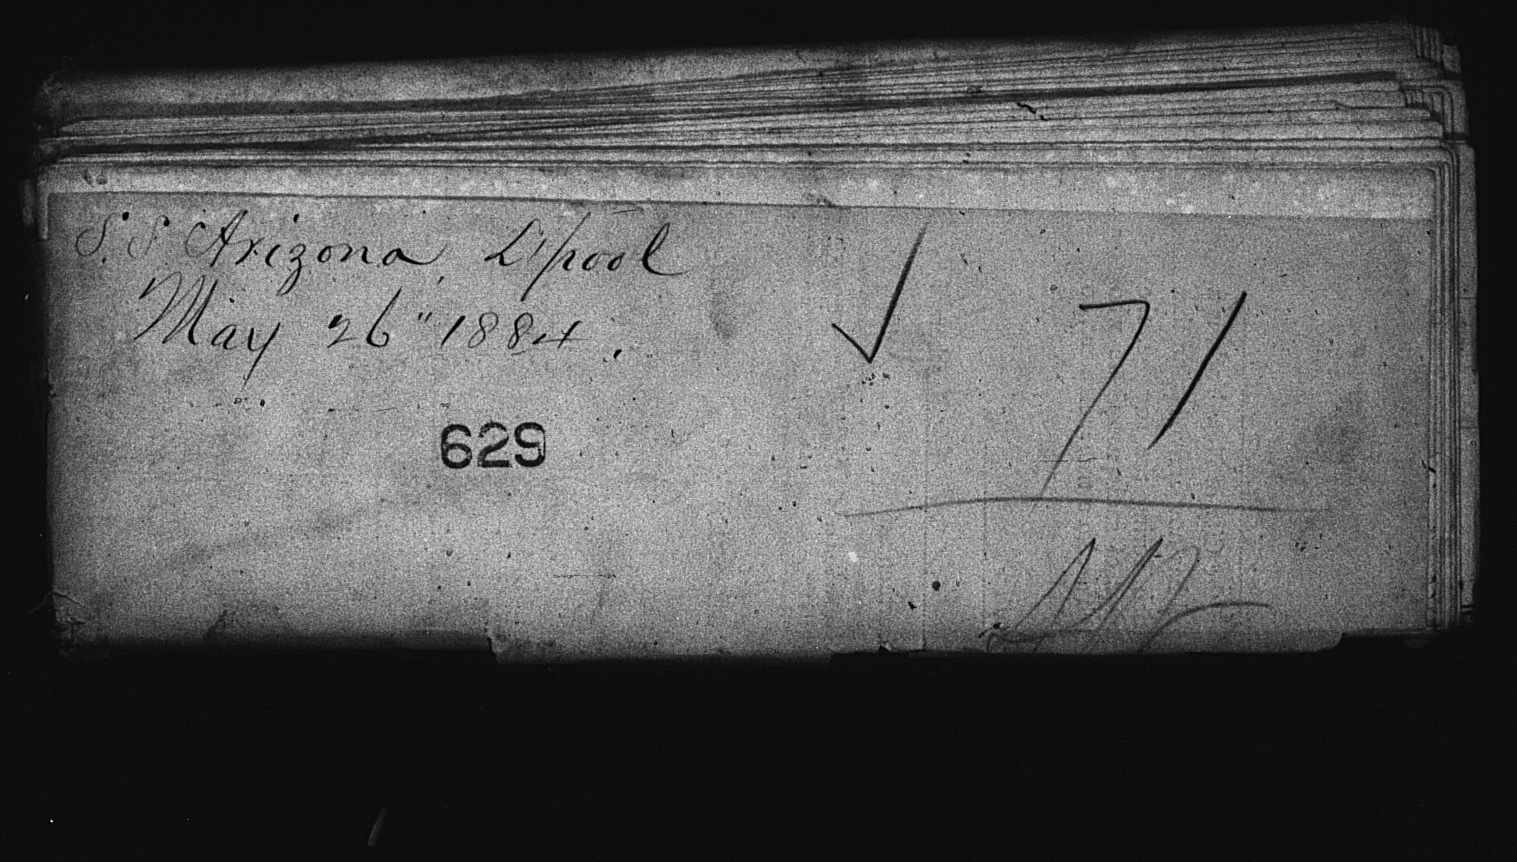 S.S. Arizona, L'pool
May 26" 1884.
629
71